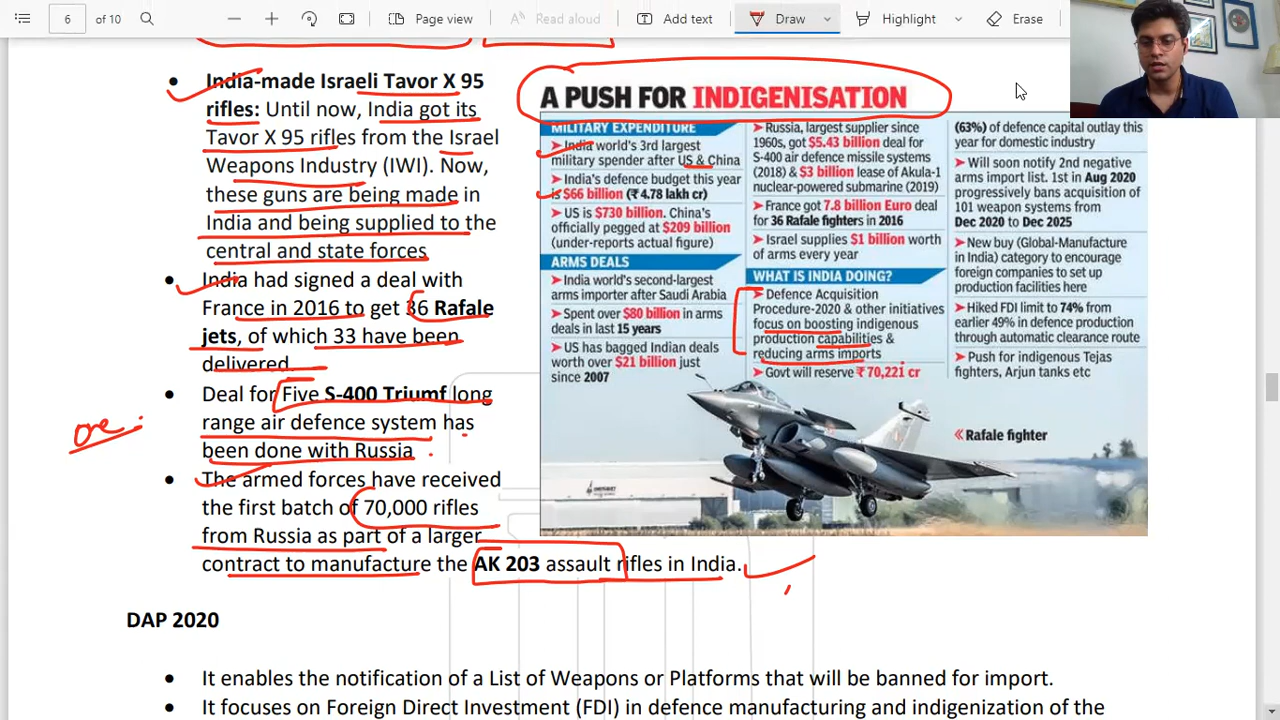 6
of 10
Page view
Read aloud
Add text
Draw
Highlight
Erase
• India-made Israeli Tavor X 95
rifles: Until now, India got its
Tavor X 95 rifles from the Israel
Weapons Industry (IWI). Now,
these guns are being made in
India and being supplied to the
central and state forces
• India had signed a deal with
France in 2016 to get 36 Rafale
jets, of which 33 have been
delivered.
• Deal for Five S-400 Triumf long
range air defence system has
been done with Russia
• The armed forces have received
the first batch of 70,000 rifles
from Russia as part of a larger
contract to manufacture the AK 203 assault rifles in India.
A PUSH FOR INDIGENISATION
MILITARY EXPENDITURE
➤ India world's 3rd largest
military spender after US & China
➤ India's defence budget this year
is $66 billion (₹ 4.78 lakh cr)
➤ US is $730 billion. China's
officially pegged at $209 billion
(under-reports actual figure)
ARMS DEALS
➤ India world's second-largest
arms importer after Saudi Arabia
➤ Spent over $80 billion in arms
deals in last 15 years
➤ US has bagged Indian deals
worth over $21 billion just
since 2007
➤ Russia, largest supplier since
1960s, got $5.43 billion deal for
S-400 air defence missile systems
(2018) & $3 billion lease of Akula-1
nuclear-powered submarine (2019)
➤ France got 7.8 billion Euro deal
for 36 Rafale fighters in 2016
➤ Israel supplies $1 billion worth
of arms every year
WHAT IS INDIA DOING?
➤ Defence Acquisition
Procedure-2020 & other initiatives
focus on boosting indigenous
production capabilities &
reducing arms imports
➤ Govt will reserve ₹ 70,221 cr
(63%) of defence capital outlay this
year for domestic industry
➤ Will soon notify 2nd negative
arms import list. 1st in Aug 2020
progressively bans acquisition of
101 weapon systems from
Dec 2020 to Dec 2025
➤ New buy (Global-Manufacture
in India) category to encourage
foreign companies to set up
production facilities here
➤ Hiked FDI limit to 74% from
earlier 49% in defence production
through automatic clearance route
➤ Push for indigenous Tejas
fighters, Arjun tanks etc
« Rafale fighter
DAP 2020
• It enables the notification of a List of Weapons or Platforms that will be banned for import.
• It focuses on Foreign Direct Investment (FDI) in defence manufacturing and indigenization of the